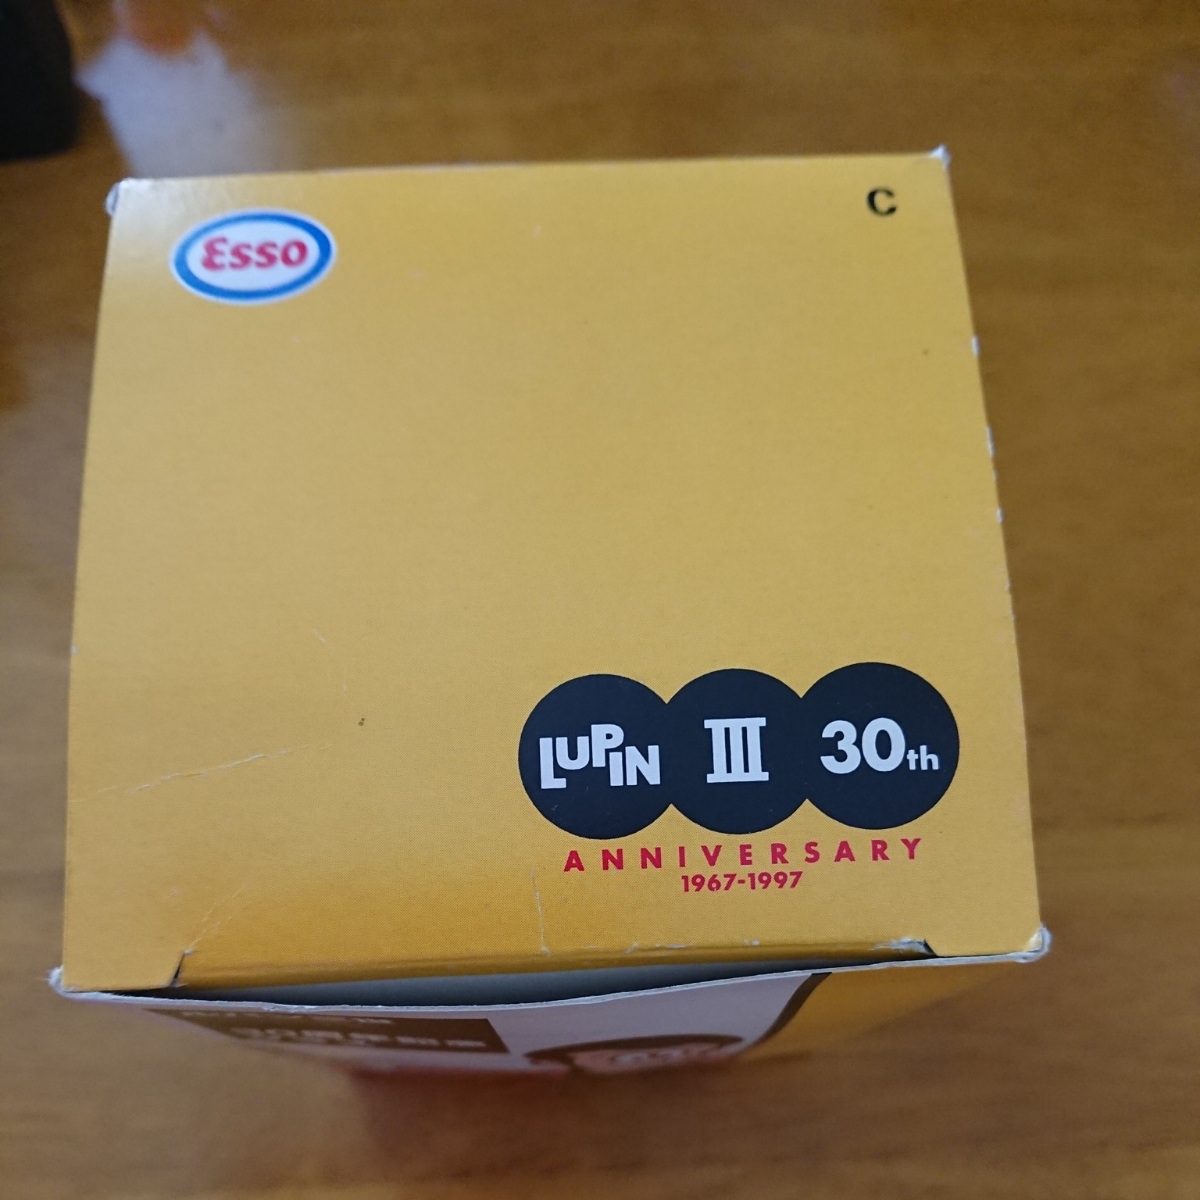 Esso
C
LUPIN III 30th
ANNIVERSARY
1967-1997